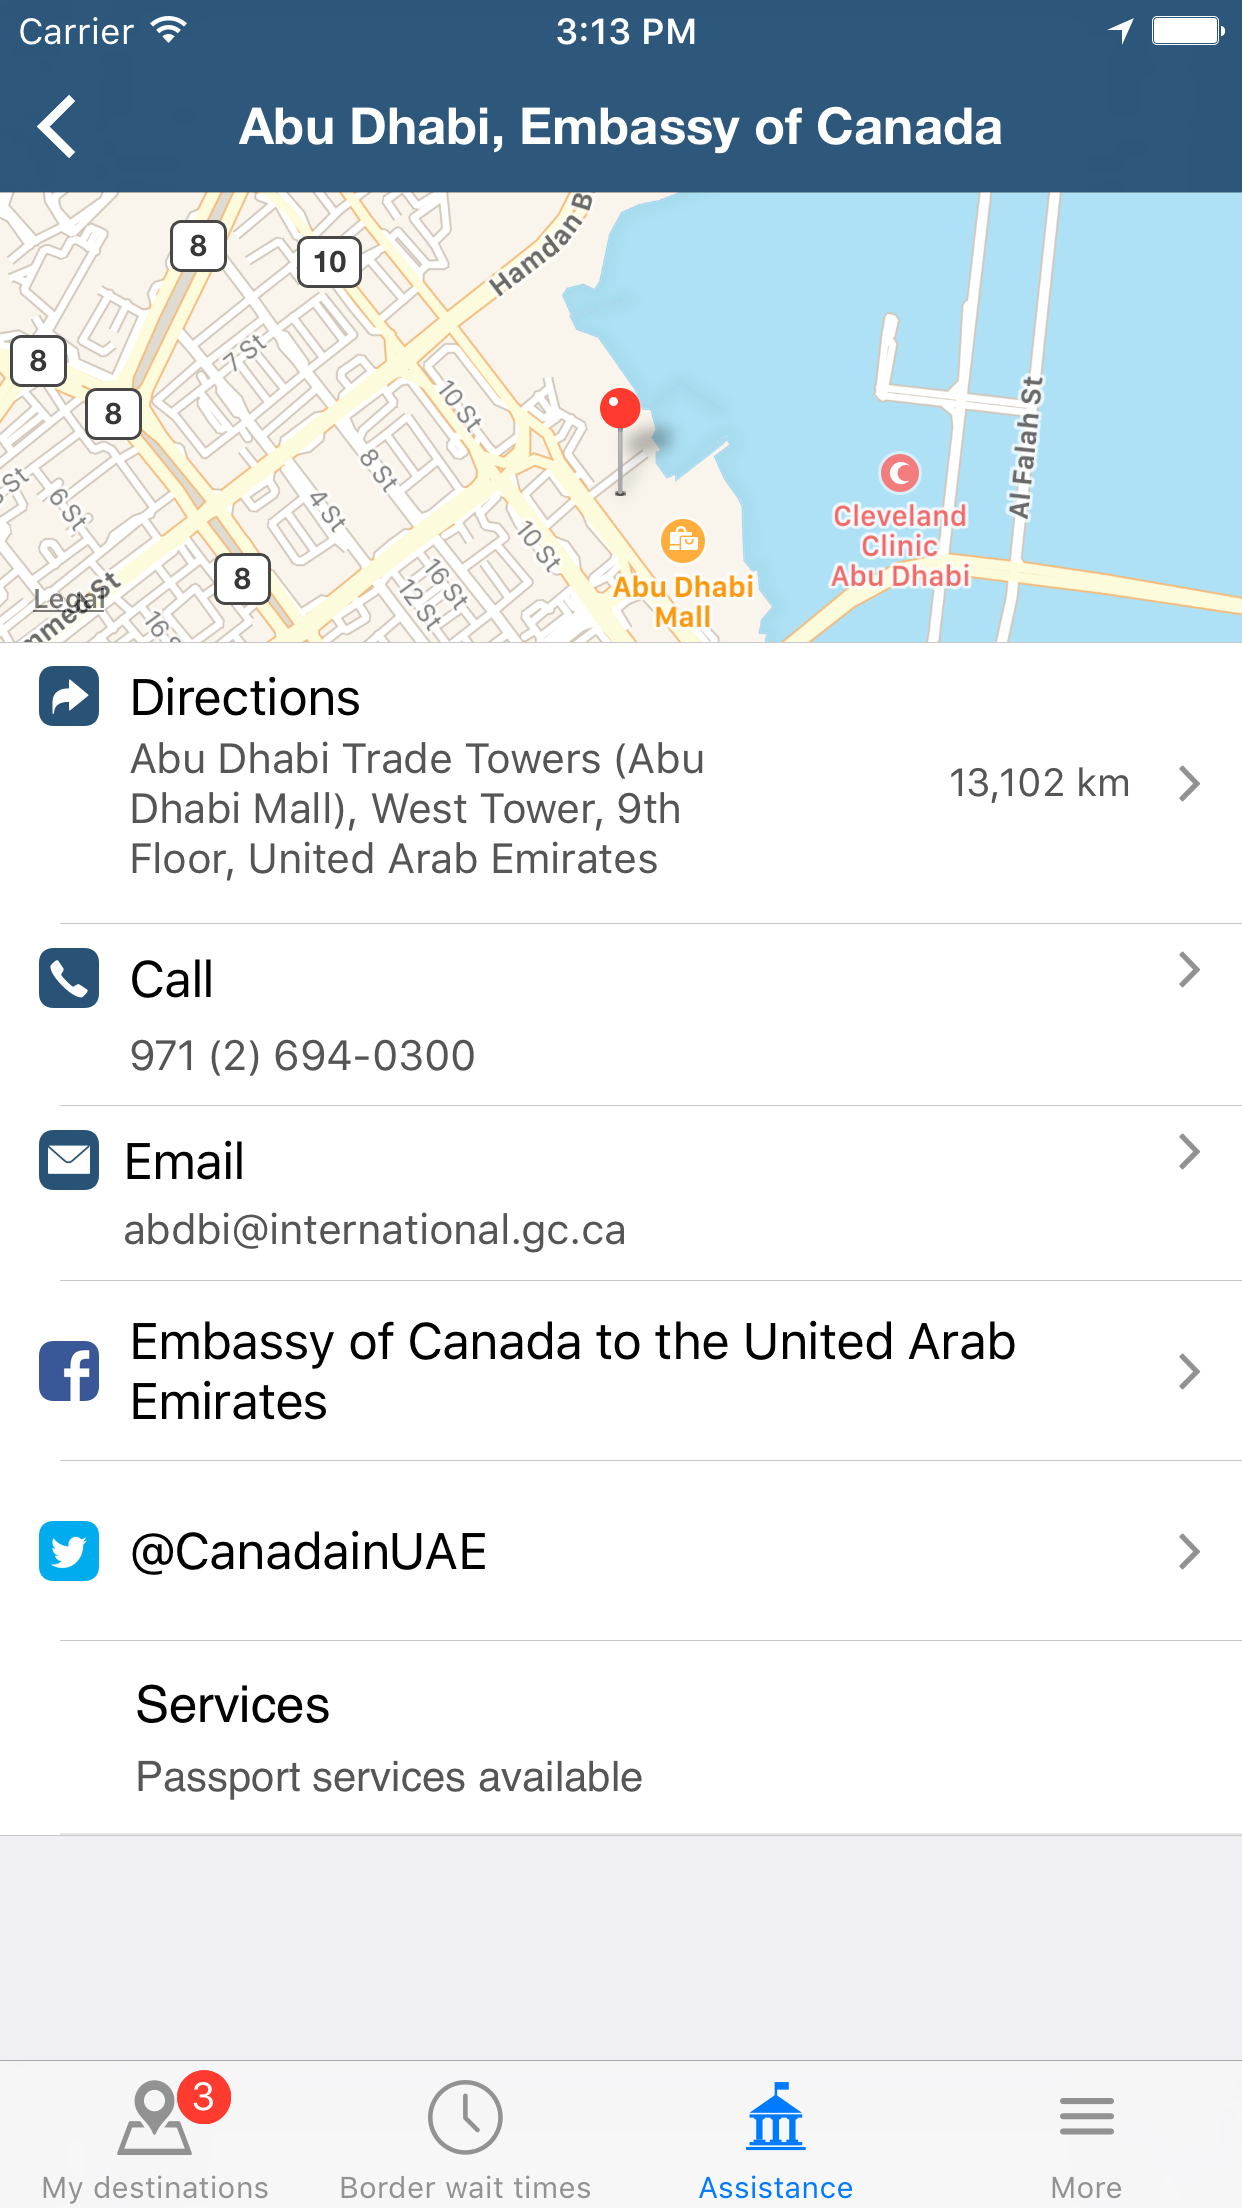 Carrier 3:13 PM
Abu Dhabi, Embassy of Canada
Hamdan B
8
10
7 St
8
8
10 St
8 St
Al Falah St
St
6 St
4 St
Cleveland
Clinic
Abu Dhabi
10 St
8
16 St
12 St
Abu Dhabi
Mall
Legal
mmed St
16 S
Directions
Abu Dhabi Trade Towers (Abu
Dhabi Mall), West Tower, 9th
Floor, United Arab Emirates
13,102 km
Call
971 (2) 694-0300
Email
abdbi@international.gc.ca
Embassy of Canada to the United Arab
Emirates
@CanadainUAE
Services
Passport services available
3
My destinations
Border wait times
Assistance
More